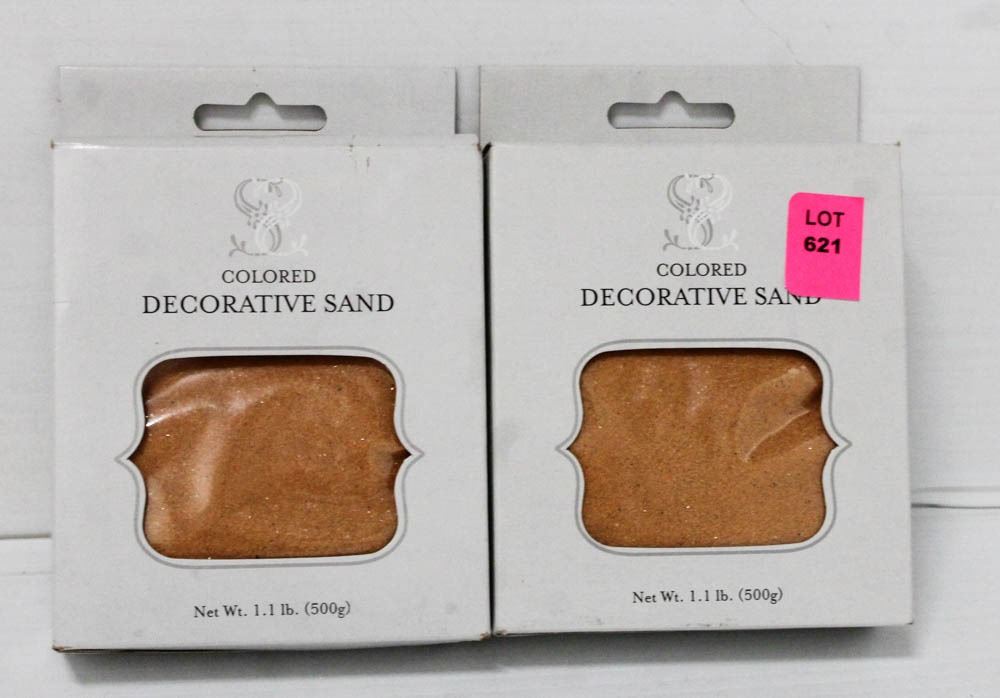 COLORED
DECORATIVE SAND
Net Wt. 1.1 lb. (500g)
COLORED
DECORATIVE SAND
Net Wt. 1.1 lb. (500g)
LOT
621